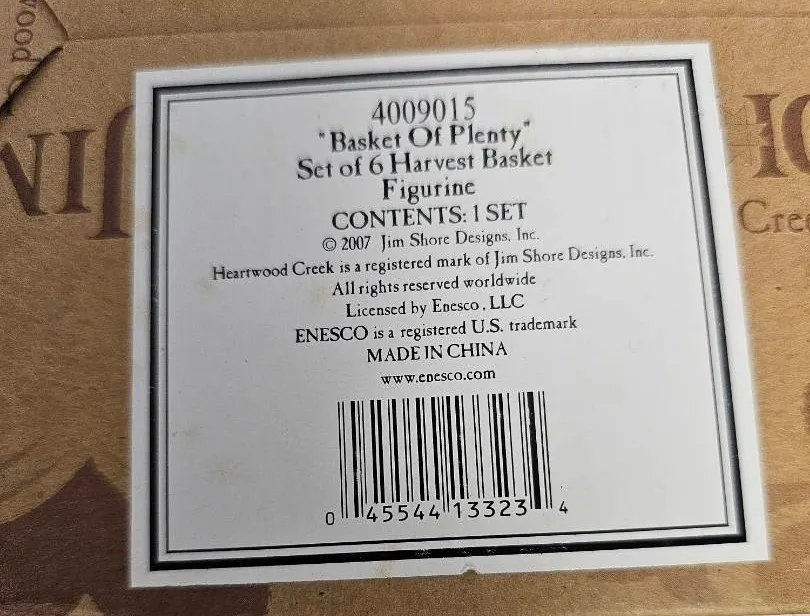 4009015
"Basket Of Plenty"
Set of 6 Harvest Basket
Figurine
CONTENTS: 1 SET
© 2007 Jim Shore Designs, Inc.
Heartwood Creek is a registered mark of Jim Shore Designs, Inc.
All rights reserved worldwide
Licensed by Enesco, LLC
ENESCO is a registered U.S. trademark
MADE IN CHINA
www.enesco.com
0 45544 13323 4